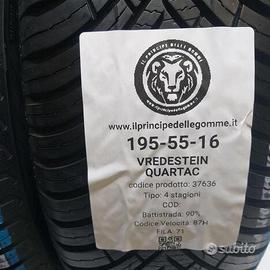 IL PRINCIPE DELLE GOMME
www.ilprincipedellegomme.it
195-55-16
VREDESTEIN
QUARTAC
codice prodotto: 37636
Tipo: 4 stagioni
COD:
Battistrada: 90%
Codice Velocità: 87H
FILA: 71
subito